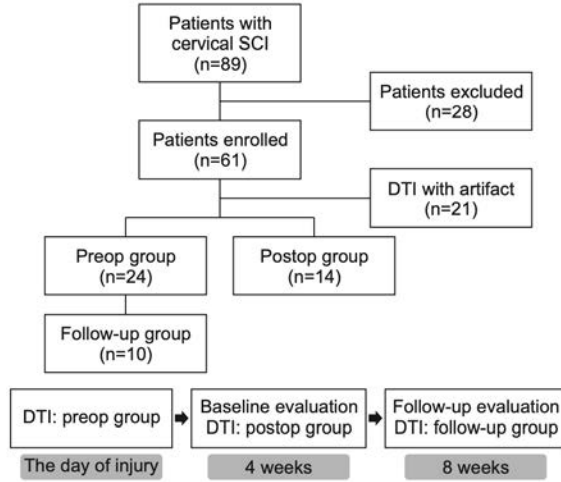 Patients with
cervical SCI
(n=89)
Patients excluded
(n=28)
Patients enrolled
(n=61)
DTI with artifact
(n=21)
Preop group
(n=24)
Postop group
(n=14)
Follow-up group
(n=10)
DTI: preop group
Baseline evaluation
DTI: postop group
Follow-up evaluation
DTI: follow-up group
The day of injury
4 weeks
8 weeks